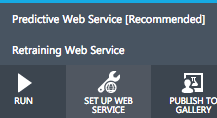 Predictive Web Service [Recommended]
Retraining Web Service
RUN
SET UP WEB
SERVICE
PUBLISH TO
GALLERY